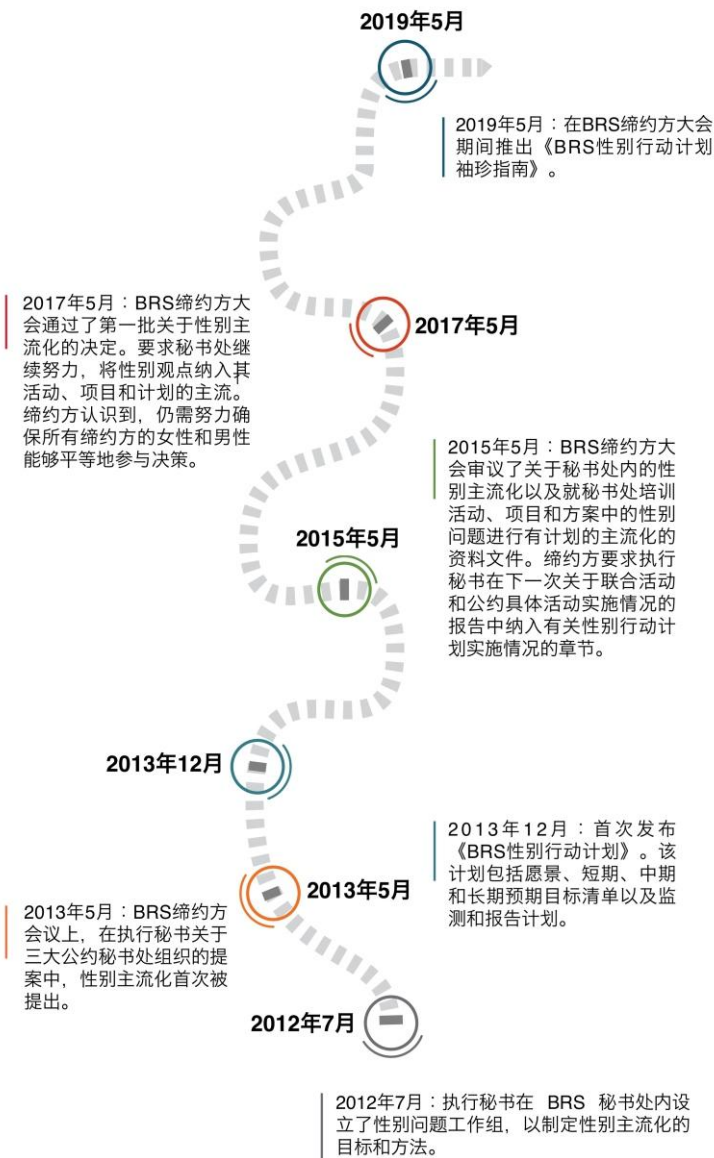 2019年5月
2019年5月：在BRS缔约方大会
期间推出《BRS性别行动计划
袖珍指南》。
2017年5月：BRS缔约方大
会通过了第一批关于性别主
流化的决定。要求秘书处继
续努力，将性别观点纳入其
活动、项目和计划的主流。
缔约方认识到，仍需努力确
保所有缔约方的女性和男性
能够平等地参与决策。
2017年5月
2015年5月：BRS缔约方大
会审议了关于秘书处内的性
别主流化以及就秘书处培训
活动、项目和方案中的性别
问题进行有计划的主流化的
资料文件。缔约方要求执行
秘书在下一次关于联合活动
和公约具体活动实施情况的
报告中纳入有关性别行动计
划实施情况的章节。
2015年5月
2013年12月
2013年12月：首次发布
《BRS性别行动计划》。该
计划包括愿景、短期、中期
和长期预期目标清单以及监
测和报告计划。
2013年5月
2013年5月：BRS缔约方
会议上，在执行秘书关于
三大公约秘书处组织的提
案中，性别主流化首次被
提出。
2012年7月
2012年7月：执行秘书在 BRS 秘书处内设
立了性别问题工作组，以制定性别主流化的
目标和方法。